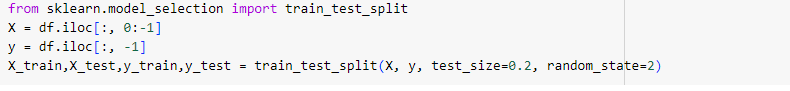 from sklearn.model_selection import train_test_split
X = df.iloc[:, 0:-1]
y = df.iloc[:, -1]
X_train,X_test,y_train,y_test = train_test_split(X, y, test_size=0.2, random_state=2)